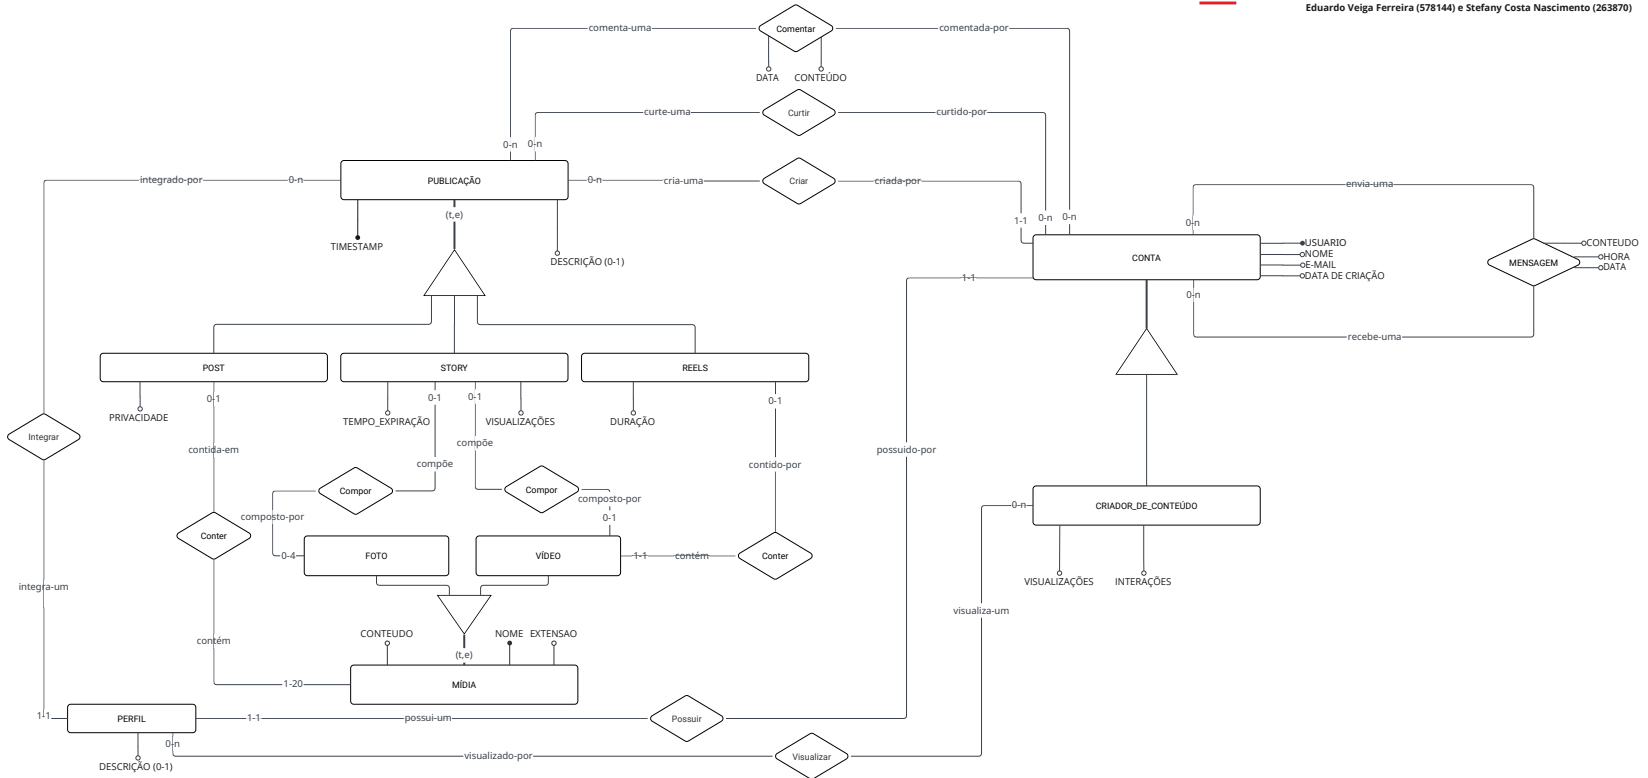 Eduardo Veiga Ferreira (578144) e Stefany Costa Nascimento (263870)
comenta-uma
Comentar
comentada-por
DATA
CONTEÚDO
curte-uma
Curtir
curtido-por
0-n
0-n
integrado-por
0-n
PUBLICAÇÃO
0-n
cria-uma
Criar
criada-por
envia-uma
(t,e)
1-1
0-n
0-n
0-n
TIMESTAMP
DESCRIÇÃO (0-1)
CONTA
USUARIO
NOME
E-MAIL
DATA DE CRIAÇÃO
MENSAGEM
CONTEUDO
HORA
DATA
1-1
0-n
recebe-uma
POST
STORY
REELS
0-1
0-1
0-1
0-1
PRIVACIDADE
TEMPO_EXPIRAÇÃO
VISUALIZAÇÕES
DURAÇÃO
Integrar
contida-em
compõe
compõe
contido-por
possuido-por
Compor
Compor
composto-por
composto-por
0-1
0-n
CRIADOR_DE_CONTEÚDO
Conter
0-4
FOTO
VÍDEO
1-1
contém
Conter
integra-um
VISUALIZAÇÕES
INTERAÇÕES
visualiza-um
contém
CONTEUDO
NOME
EXTENSAO
(t,e)
1-20
MÍDIA
1-1
PERFIL
1-1
possui-um
Possuir
0-n
visualizado-por
Visualizar
DESCRIÇÃO (0-1)